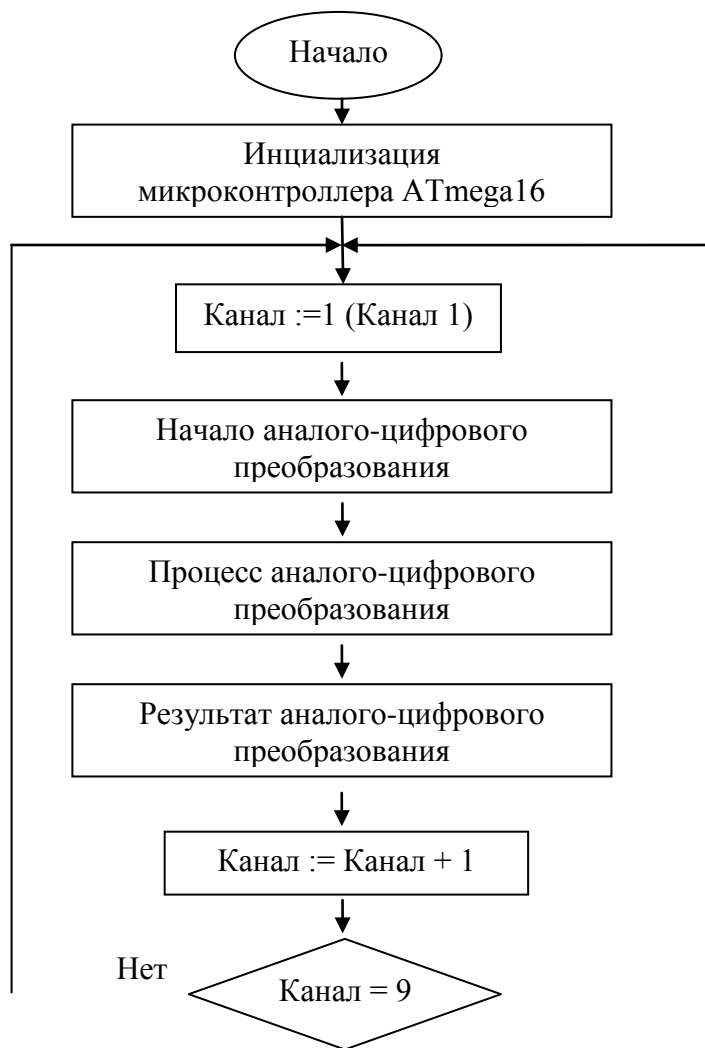 Начало
Инциализация
микроконтроллера ATmega16
Канал :=1 (Канал 1)
Начало аналого-цифрового
преобразования
Процесс аналого-цифрового
преобразования
Результат аналого-цифрового
преобразования
Канал := Канал + 1
Нет
Канал = 9